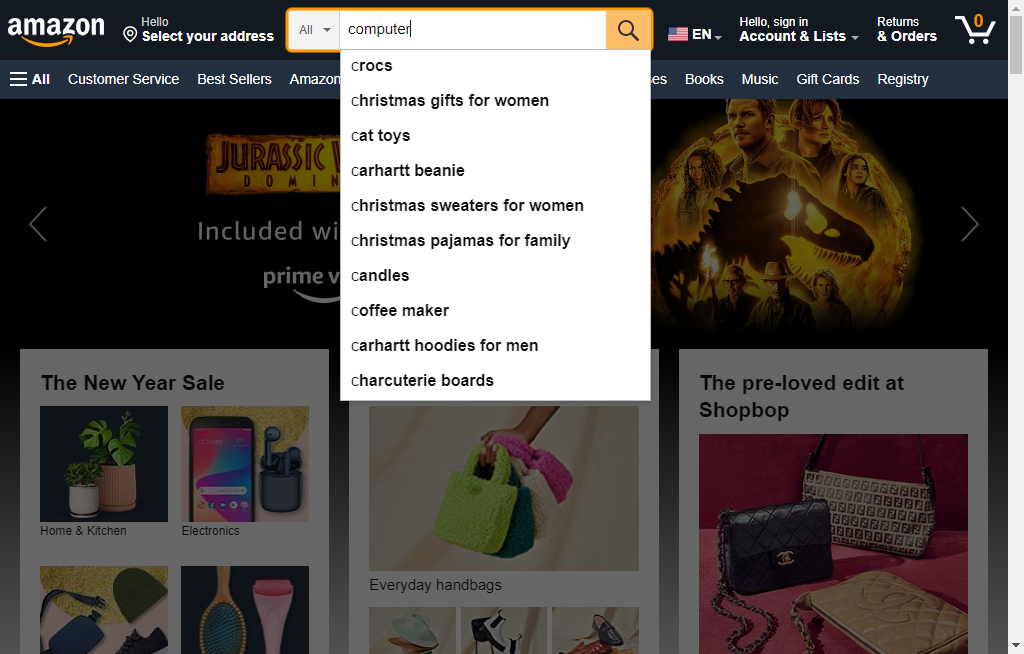 amazon
Hello
Select your address
All
computer
EN
Hello, sign in
Account & Lists
Returns
& Orders
0
All
Customer Service
Best Sellers
Amazon
Books
Music
Gift Cards
Registry
crocs
christmas gifts for women
cat toys
carhartt beanie
christmas sweaters for women
christmas pajamas for family
candles
coffee maker
carhartt hoodies for men
charcuterie boards
JURASSIC
DOMIN
Included wi
prime v
The New Year Sale
Home & Kitchen
Electronics
Everyday handbags
The pre-loved edit at
Shopbop